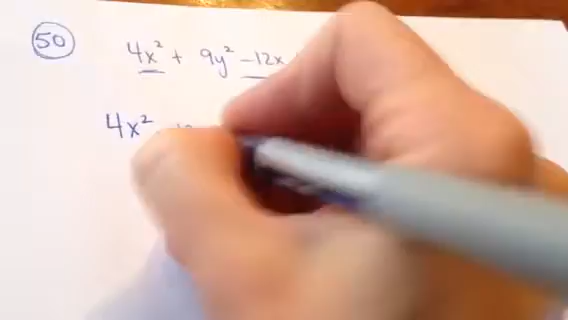 50
4x² + 9y² -12x
4x²